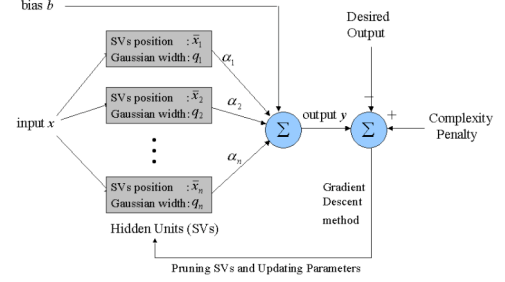 bias b
Desired
Output
SVs position : x̄₁
Gaussian width: q₁
α₁
SVs position : x̄₂
Gaussian width: q₂
α₂
input x
Σ
output y
−
Σ
+
Complexity
Penalty
SVs position : x̄ₙ
Gaussian width: qₙ
αₙ
Hidden Units (SVs)
Gradient
Descent
method
Pruning SVs and Updating Parameters